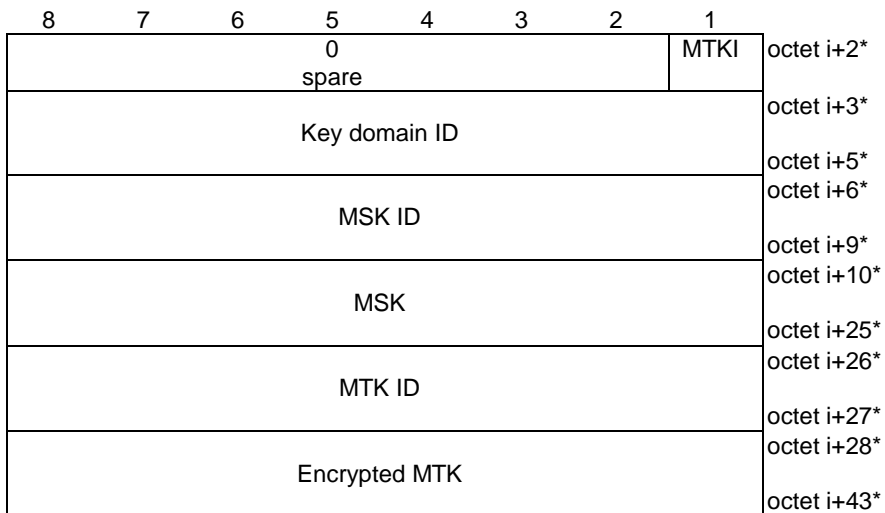 8 7 6 5 4 3 2 1
0 MTKI octet i+2*
spare
octet i+3*
Key domain ID
octet i+5*
octet i+6*
MSK ID
octet i+9*
octet i+10*
MSK
octet i+25*
octet i+26*
MTK ID
octet i+27*
octet i+28*
Encrypted MTK
octet i+43*